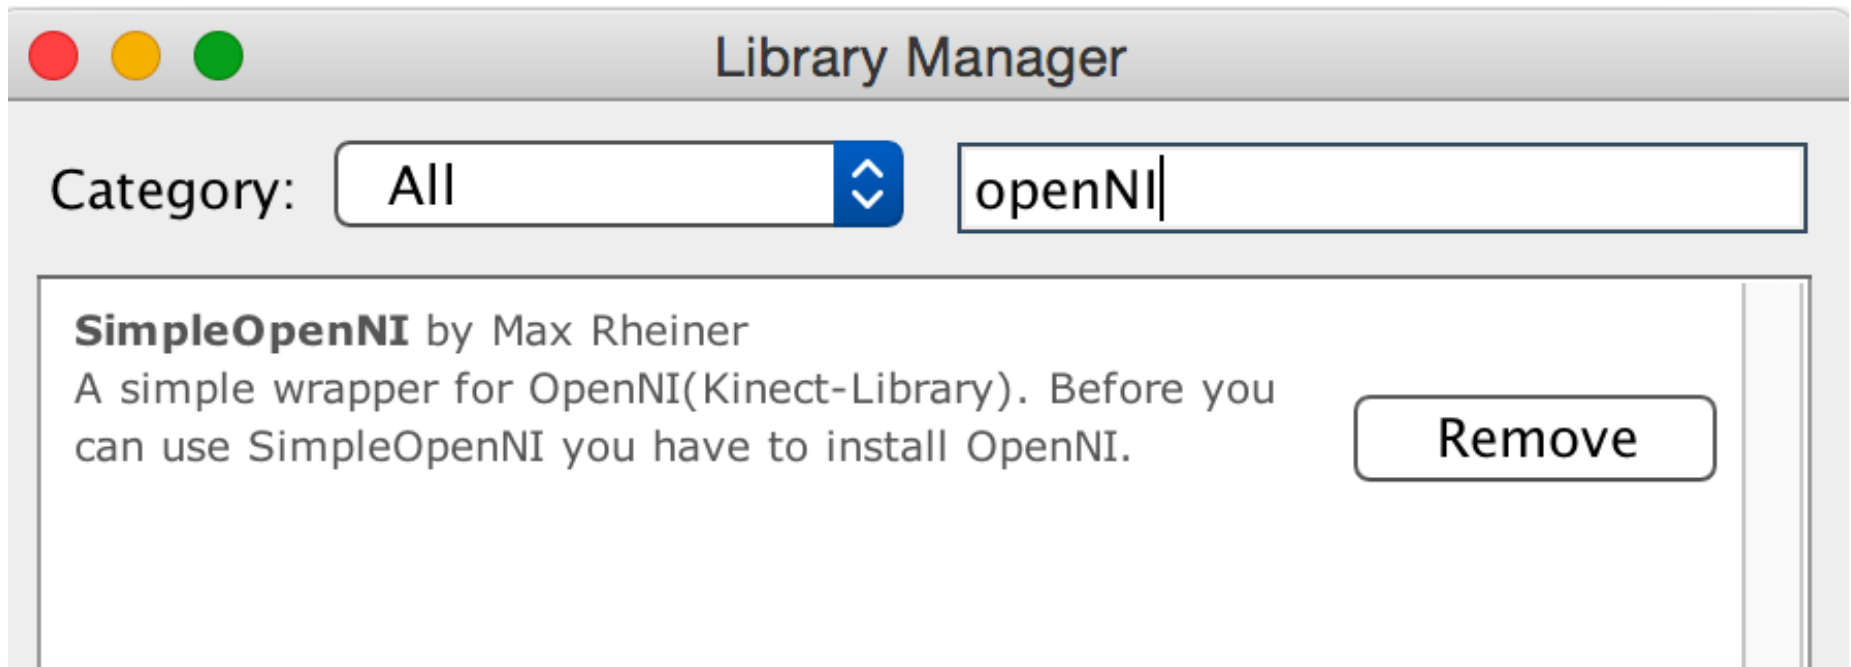 Library Manager
Category: All openNI
SimpleOpenNI by Max Rheiner
A simple wrapper for OpenNI(Kinect-Library). Before you
can use SimpleOpenNI you have to install OpenNI.
Remove